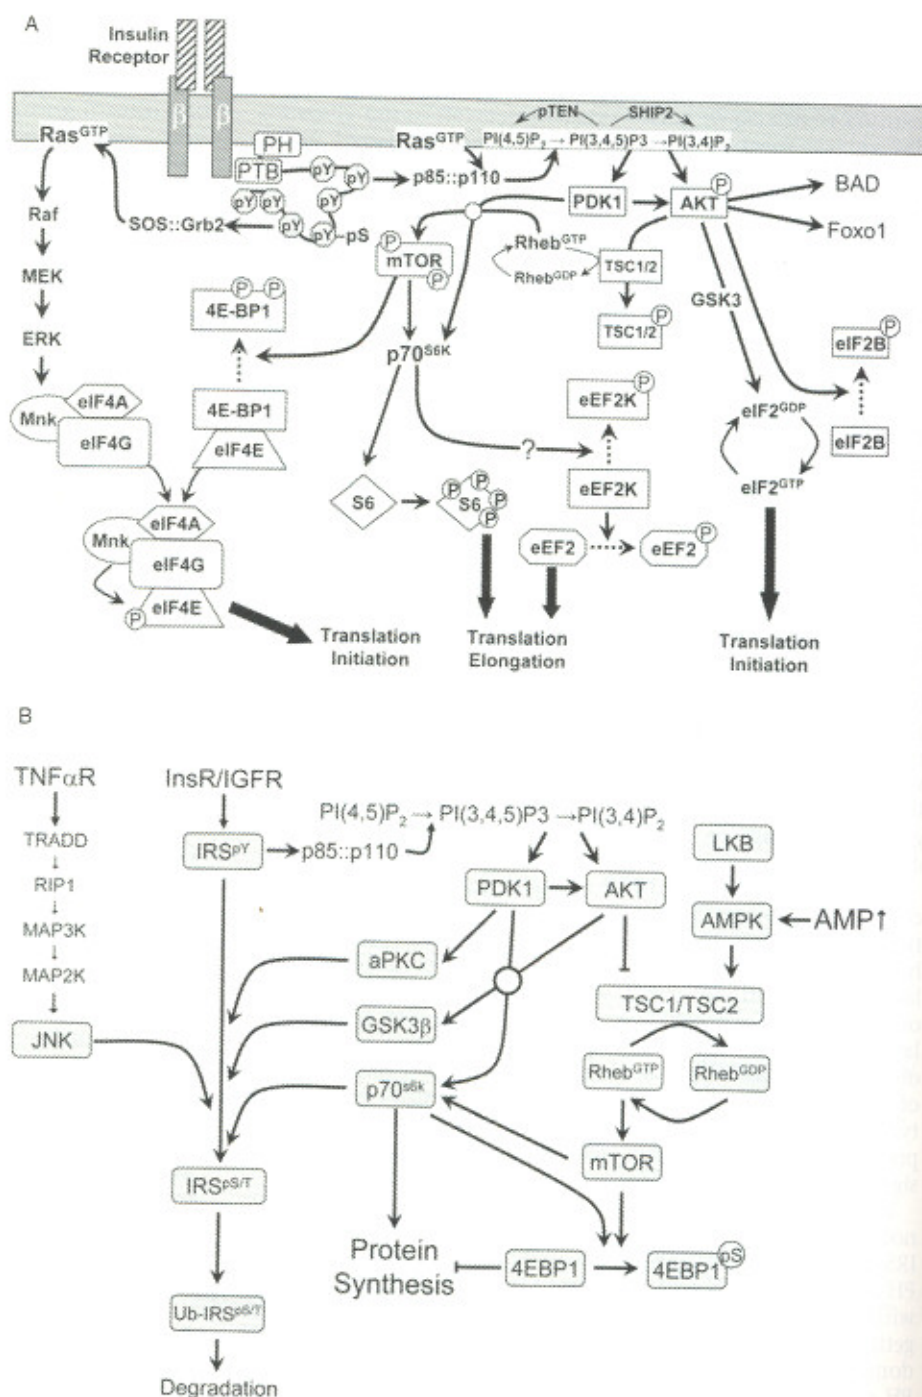 A
Insulin
Receptor
β β
pTEN SHIP2
Ras^GTP PH Ras^GTP PI(4,5)P₂ → PI(3,4,5)P3 → PI(3,4)P₂
PTB pY pY p85::p110 PDK1 AKT P BAD
Raf pY pY pY
SOS::Grb2 pY pY pS
P mTOR P
Rheb^GTP
Rheb^GDP TSC1/2
Foxo1
MEK
P P
4E-BP1
GSK3
TSC1/2 P
ERK
p70^S6K
eIF2B P
Mnk eIF4A
eIF4G
4E-BP1
eIF4E
eEF2K P
eIF2^GDP
eIF2B
?
eEF2K
eIF2^GTP
S6 P P P P S6
Mnk eIF4A
eIF4G
eIF4E P
eEF2 eEF2 P
Translation
Initiation
Translation
Elongation
Translation
Initiation
B
TNFαR InsR/IGFR
PI(4,5)P₂ → PI(3,4,5)P3 → PI(3,4)P₂
TRADD IRS^pY p85::p110 LKB
RIP1 PDK1 AKT
MAP3K AMPK AMP↑
aPKC
MAP2K
TSC1/TSC2
JNK GSK3β
Rheb^GTP Rheb^GDP
p70^s6k
mTOR
IRS^pS/T
Protein
Synthesis
4EBP1 4EBP1 pS
Ub-IRS^pS/T
Degradation